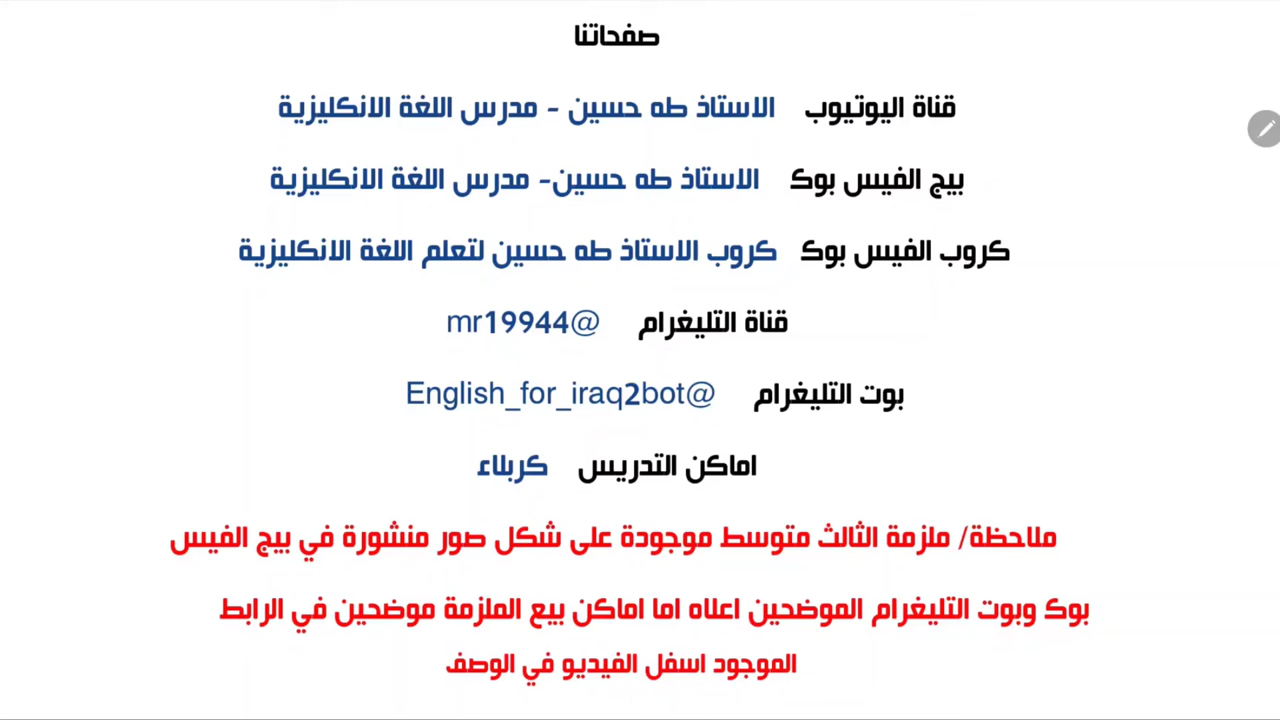 صفحاتنا
قناة اليوتيوب الاستاذ طه حسين - مدرس اللغة الانكليزية
بيج الفيس بوك الاستاذ طه حسين- مدرس اللغة الانكليزية
كروب الفيس بوك كروب الاستاذ طه حسين لتعلم اللغة الانكليزية
قناة التليغرام @mr19944
بوت التليغرام @English_for_iraq2bot
اماكن التدريس كربلاء
ملاحظة/ ملزمة الثالث متوسط موجودة على شكل صور منشورة في بيج الفيس
بوك وبوت التليغرام الموضحين اعلاه اما اماكن بيع الملزمة موضحين في الرابط
الموجود اسفل الفيديو في الوصف